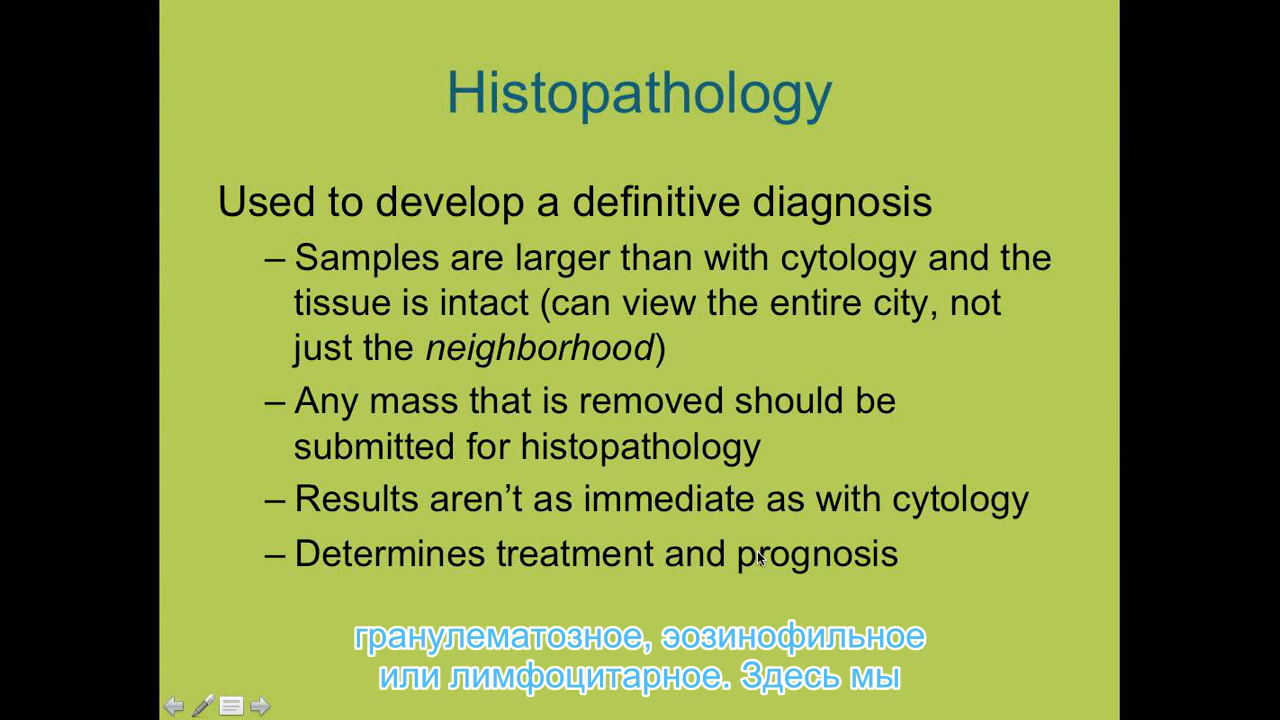 Histopathology
Used to develop a definitive diagnosis
– Samples are larger than with cytology and the
tissue is intact (can view the entire city, not
just the neighborhood)
– Any mass that is removed should be
submitted for histopathology
– Results aren’t as immediate as with cytology
– Determines treatment and prognosis
гранулематозное, эозинофильное
или лимфоцитарное. Здесь мы